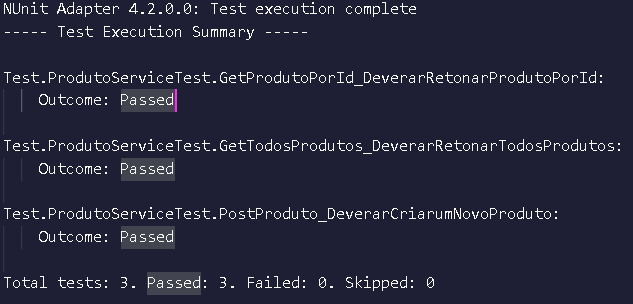 NUnit Adapter 4.2.0.0: Test execution complete
----- Test Execution Summary -----
Test.ProdutoServiceTest.GetProdutoPorId_DeverarRetonarProdutoPorId:
Outcome: Passed
Test.ProdutoServiceTest.GetTodosProdutos_DeverarRetonarTodosProdutos:
Outcome: Passed
Test.ProdutoServiceTest.PostProduto_DeverarCriarumNovoProduto:
Outcome: Passed
Total tests: 3. Passed: 3. Failed: 0. Skipped: 0